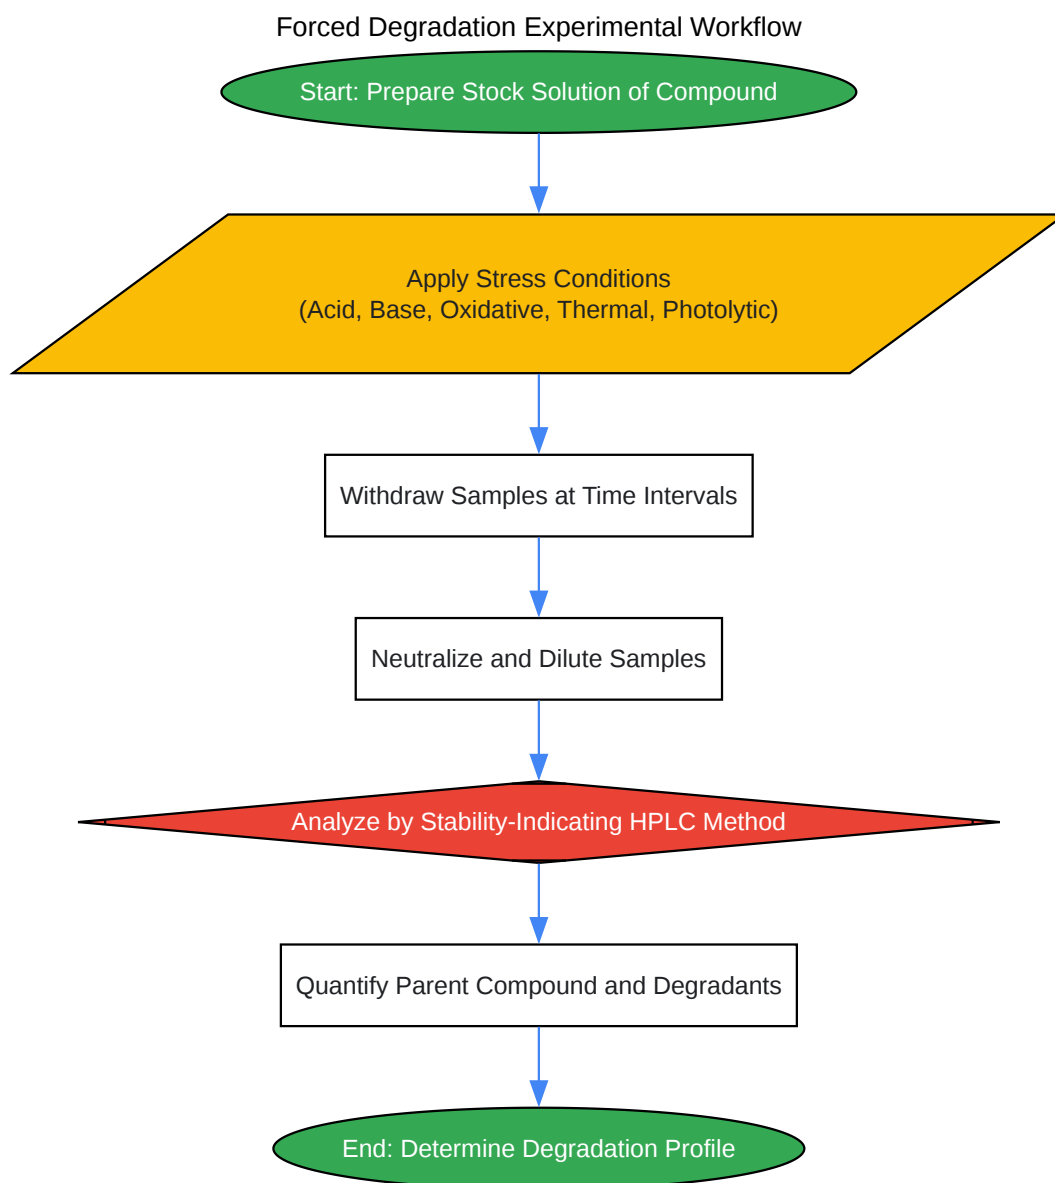 Forced Degradation Experimental Workflow
Start: Prepare Stock Solution of Compound
Apply Stress Conditions
(Acid, Base, Oxidative, Thermal, Photolytic)
Withdraw Samples at Time Intervals
Neutralize and Dilute Samples
Analyze by Stability-Indicating HPLC Method
Quantify Parent Compound and Degradants
End: Determine Degradation Profile